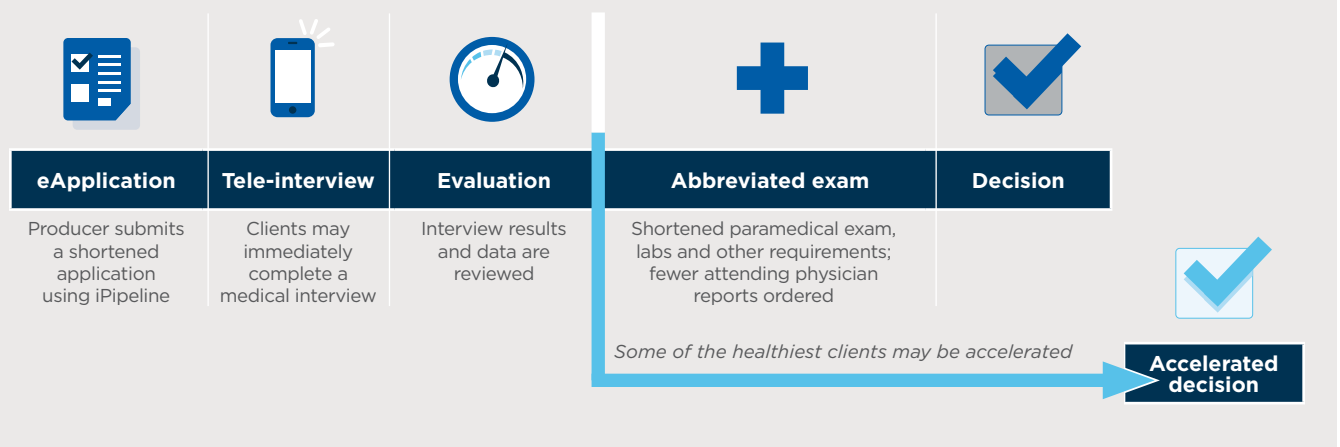 eApplication
Producer submits
a shortened
application
using iPipeline
Tele-interview
Clients may
immediately
complete a
medical interview
Evaluation
Interview results
and data are
reviewed
Abbreviated exam
Shortened paramedical exam,
labs and other requirements;
fewer attending physician
reports ordered
Decision
Some of the healthiest clients may be accelerated
Accelerated
decision